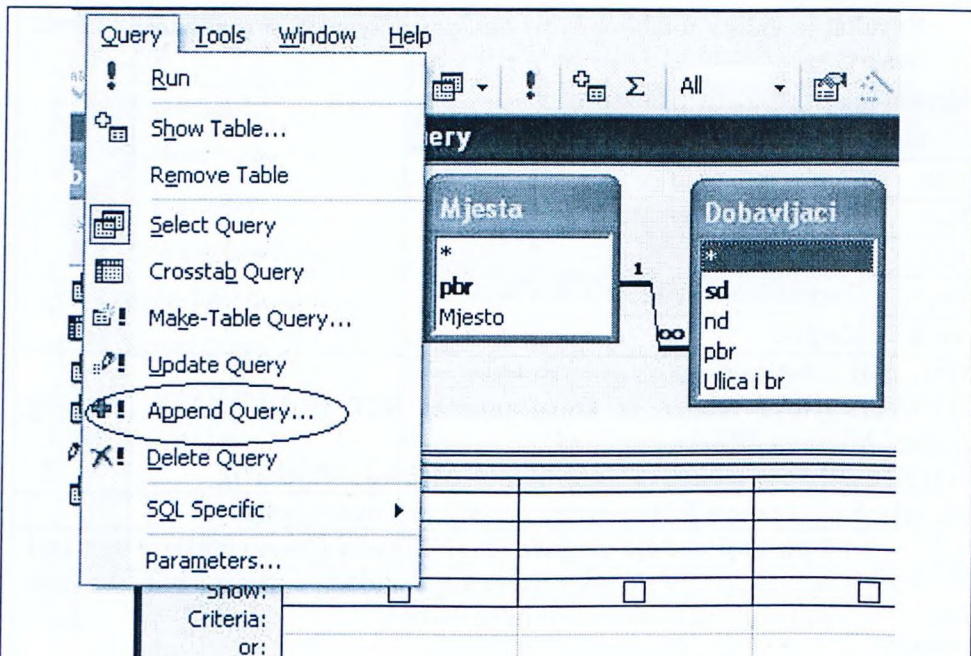 Query Tools Window Help
Run
All
Show Table...
ery
Remove Table
Select Query
Crosstab Query
Make-Table Query...
Update Query
Append Query...
Delete Query
SQL Specific
Parameters...
Mjesta
*
pbr
Mjesto
1
∞
Dobavljaci
*
sd
nd
pbr
Ulica i br
Show:
Criteria:
or: